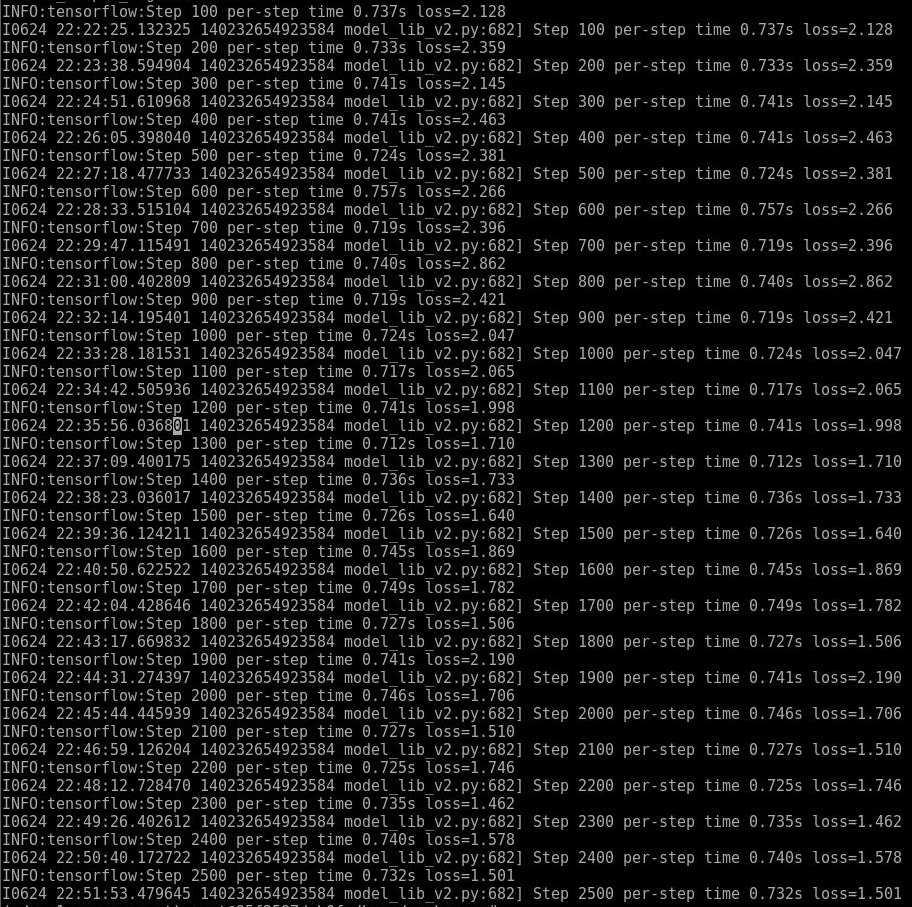 INFO:tensorflow:Step 100 per-step time 0.737s loss=2.128
I0624 22:22:25.132325 140232654923584 model_lib_v2.py:682] Step 100 per-step time 0.737s loss=2.128
INFO:tensorflow:Step 200 per-step time 0.733s loss=2.359
I0624 22:23:38.594904 140232654923584 model_lib_v2.py:682] Step 200 per-step time 0.733s loss=2.359
INFO:tensorflow:Step 300 per-step time 0.741s loss=2.145
I0624 22:24:51.610968 140232654923584 model_lib_v2.py:682] Step 300 per-step time 0.741s loss=2.145
INFO:tensorflow:Step 400 per-step time 0.741s loss=2.463
I0624 22:26:05.398040 140232654923584 model_lib_v2.py:682] Step 400 per-step time 0.741s loss=2.463
INFO:tensorflow:Step 500 per-step time 0.724s loss=2.381
I0624 22:27:18.477733 140232654923584 model_lib_v2.py:682] Step 500 per-step time 0.724s loss=2.381
INFO:tensorflow:Step 600 per-step time 0.757s loss=2.266
I0624 22:28:33.515104 140232654923584 model_lib_v2.py:682] Step 600 per-step time 0.757s loss=2.266
INFO:tensorflow:Step 700 per-step time 0.719s loss=2.396
I0624 22:29:47.115491 140232654923584 model_lib_v2.py:682] Step 700 per-step time 0.719s loss=2.396
INFO:tensorflow:Step 800 per-step time 0.740s loss=2.862
I0624 22:31:00.402809 140232654923584 model_lib_v2.py:682] Step 800 per-step time 0.740s loss=2.862
INFO:tensorflow:Step 900 per-step time 0.719s loss=2.421
I0624 22:32:14.195401 140232654923584 model_lib_v2.py:682] Step 900 per-step time 0.719s loss=2.421
INFO:tensorflow:Step 1000 per-step time 0.724s loss=2.047
I0624 22:33:28.181531 140232654923584 model_lib_v2.py:682] Step 1000 per-step time 0.724s loss=2.047
INFO:tensorflow:Step 1100 per-step time 0.717s loss=2.065
I0624 22:34:42.505936 140232654923584 model_lib_v2.py:682] Step 1100 per-step time 0.717s loss=2.065
INFO:tensorflow:Step 1200 per-step time 0.741s loss=1.998
I0624 22:35:56.036801 140232654923584 model_lib_v2.py:682] Step 1200 per-step time 0.741s loss=1.998
INFO:tensorflow:Step 1300 per-step time 0.712s loss=1.710
I0624 22:37:09.400175 140232654923584 model_lib_v2.py:682] Step 1300 per-step time 0.712s loss=1.710
INFO:tensorflow:Step 1400 per-step time 0.736s loss=1.733
I0624 22:38:23.036017 140232654923584 model_lib_v2.py:682] Step 1400 per-step time 0.736s loss=1.733
INFO:tensorflow:Step 1500 per-step time 0.726s loss=1.640
I0624 22:39:36.124211 140232654923584 model_lib_v2.py:682] Step 1500 per-step time 0.726s loss=1.640
INFO:tensorflow:Step 1600 per-step time 0.745s loss=1.869
I0624 22:40:50.622522 140232654923584 model_lib_v2.py:682] Step 1600 per-step time 0.745s loss=1.869
INFO:tensorflow:Step 1700 per-step time 0.749s loss=1.782
I0624 22:42:04.428646 140232654923584 model_lib_v2.py:682] Step 1700 per-step time 0.749s loss=1.782
INFO:tensorflow:Step 1800 per-step time 0.727s loss=1.506
I0624 22:43:17.669832 140232654923584 model_lib_v2.py:682] Step 1800 per-step time 0.727s loss=1.506
INFO:tensorflow:Step 1900 per-step time 0.741s loss=2.190
I0624 22:44:31.274397 140232654923584 model_lib_v2.py:682] Step 1900 per-step time 0.741s loss=2.190
INFO:tensorflow:Step 2000 per-step time 0.746s loss=1.706
I0624 22:45:44.445939 140232654923584 model_lib_v2.py:682] Step 2000 per-step time 0.746s loss=1.706
INFO:tensorflow:Step 2100 per-step time 0.727s loss=1.510
I0624 22:46:59.126204 140232654923584 model_lib_v2.py:682] Step 2100 per-step time 0.727s loss=1.510
INFO:tensorflow:Step 2200 per-step time 0.725s loss=1.746
I0624 22:48:12.728470 140232654923584 model_lib_v2.py:682] Step 2200 per-step time 0.725s loss=1.746
INFO:tensorflow:Step 2300 per-step time 0.735s loss=1.462
I0624 22:49:26.402612 140232654923584 model_lib_v2.py:682] Step 2300 per-step time 0.735s loss=1.462
INFO:tensorflow:Step 2400 per-step time 0.740s loss=1.578
I0624 22:50:40.172722 140232654923584 model_lib_v2.py:682] Step 2400 per-step time 0.740s loss=1.578
INFO:tensorflow:Step 2500 per-step time 0.732s loss=1.501
I0624 22:51:53.479645 140232654923584 model_lib_v2.py:682] Step 2500 per-step time 0.732s loss=1.501